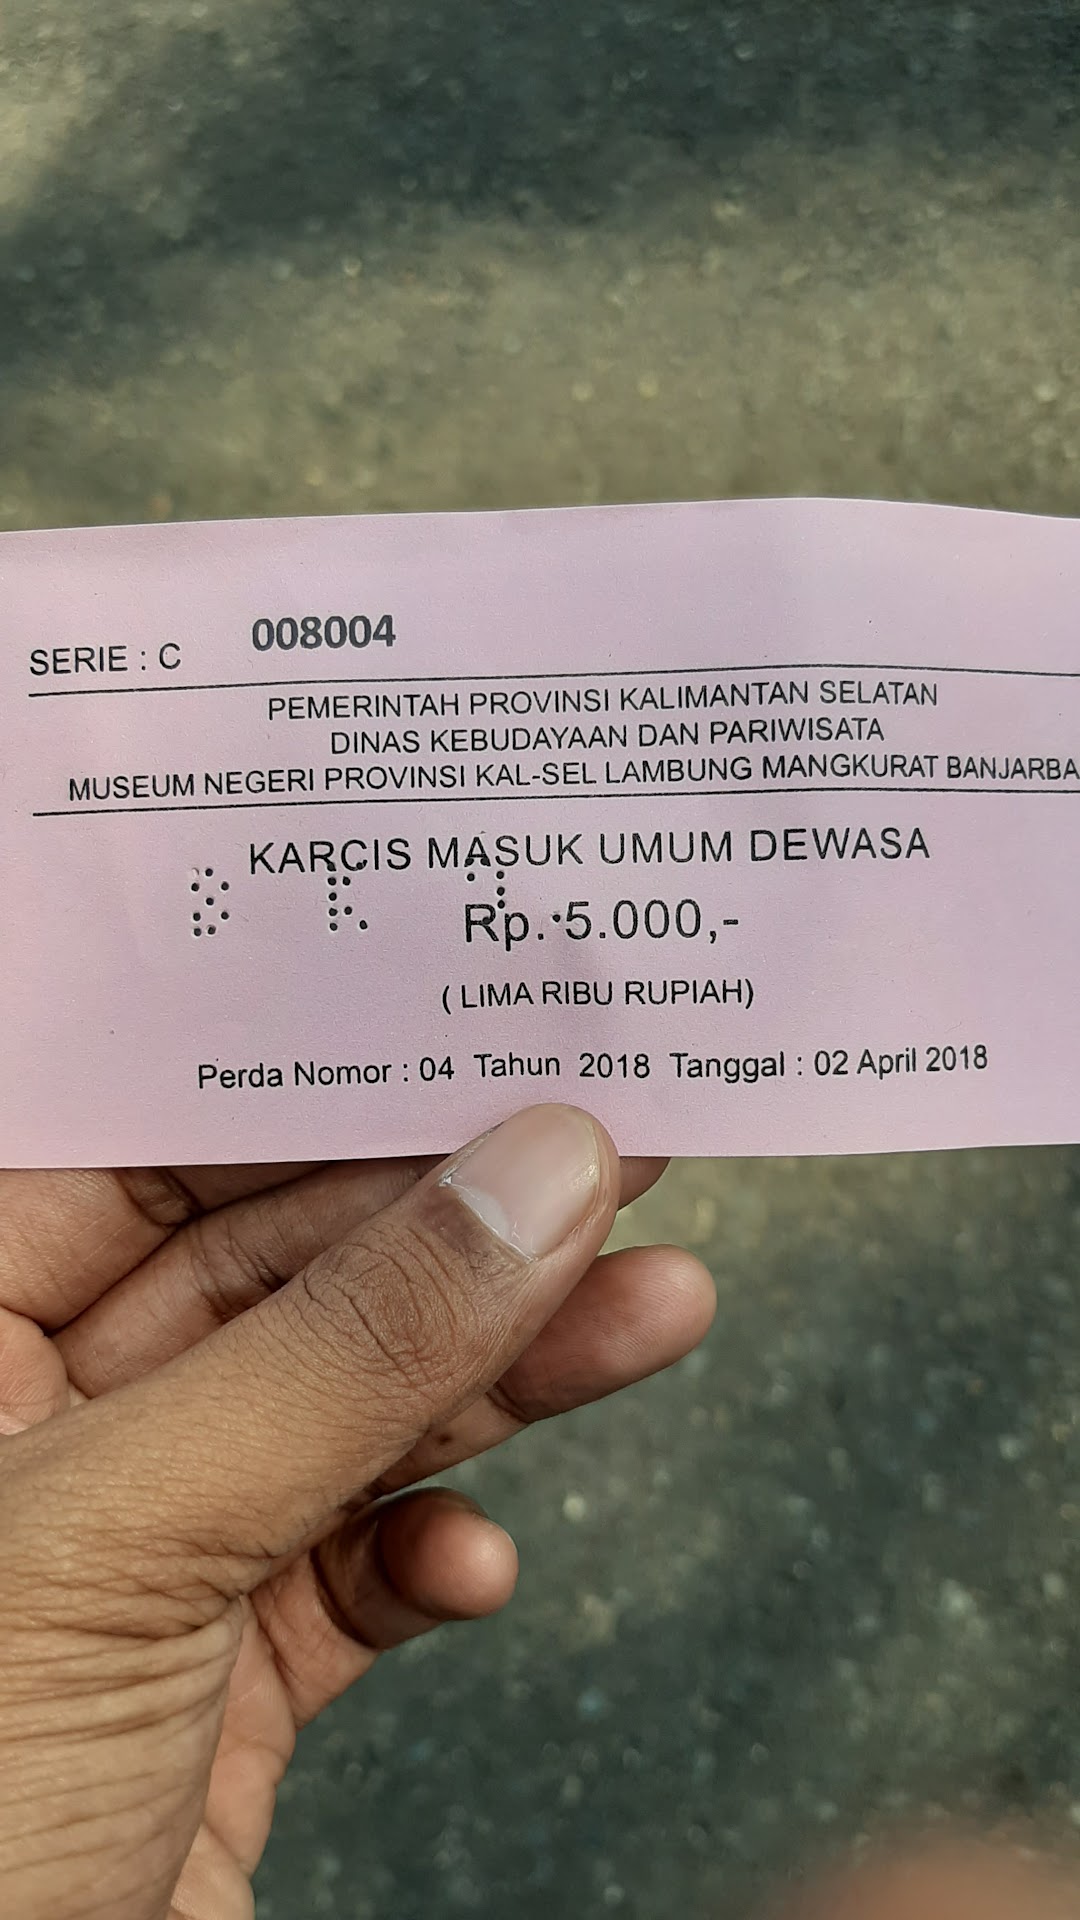 SERIE : C 008004
PEMERINTAH PROVINSI KALIMANTAN SELATAN
DINAS KEBUDAYAAN DAN PARIWISATA
MUSEUM NEGERI PROVINSI KAL-SEL LAMBUNG MANGKURAT BANJARBA
KARCIS MASUK UMUM DEWASA
Rp. 5.000,-
( LIMA RIBU RUPIAH)
Perda Nomor : 04 Tahun 2018 Tanggal : 02 April 2018